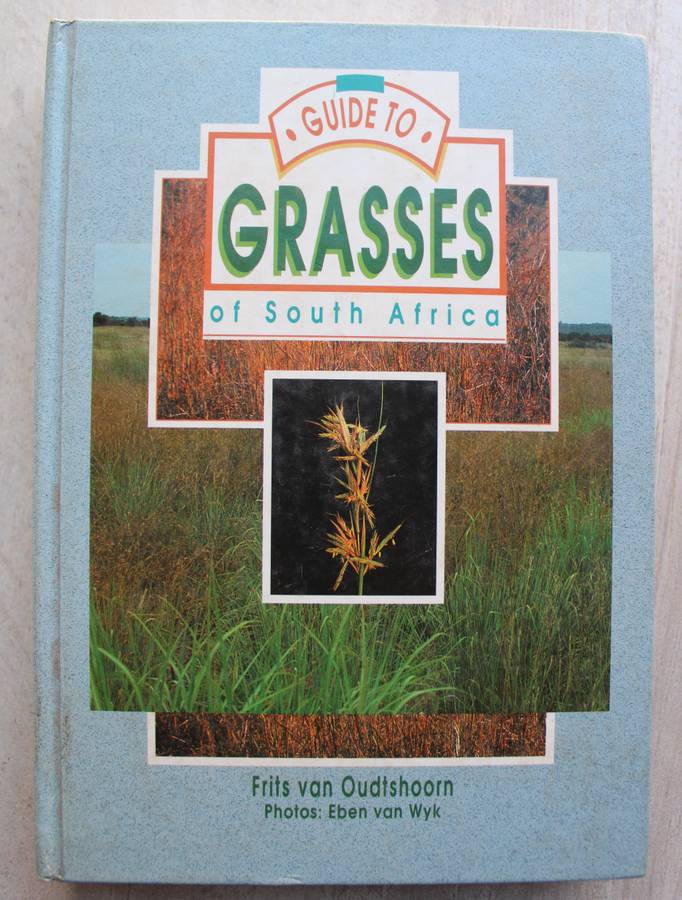 • GUIDE TO •
GRASSES
of South Africa
Frits van Oudtshoorn
Photos: Eben van Wyk